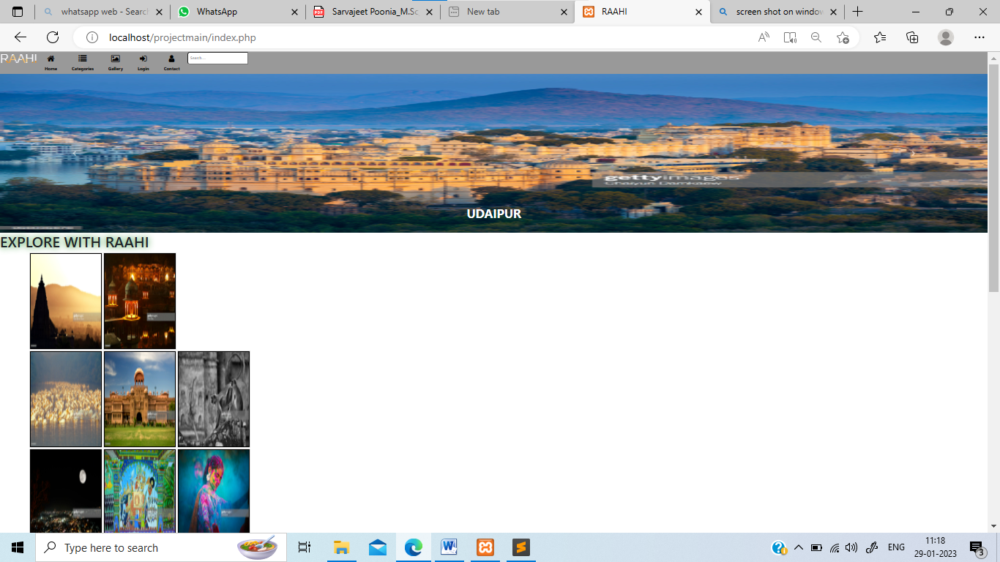 whatsapp web - Searc
WhatsApp
PDF
Sarvajeet Poonia_M.Sc
New tab
RAAHI
screen shot on window
localhost/projectmain/index.php
RAAHI
Home
Categories
Gallery
Login
Contact
Search...
gettyimages
UDAIPUR
EXPLORE WITH RAAHI
Type here to search
ENG
11:18
29-01-2023
3